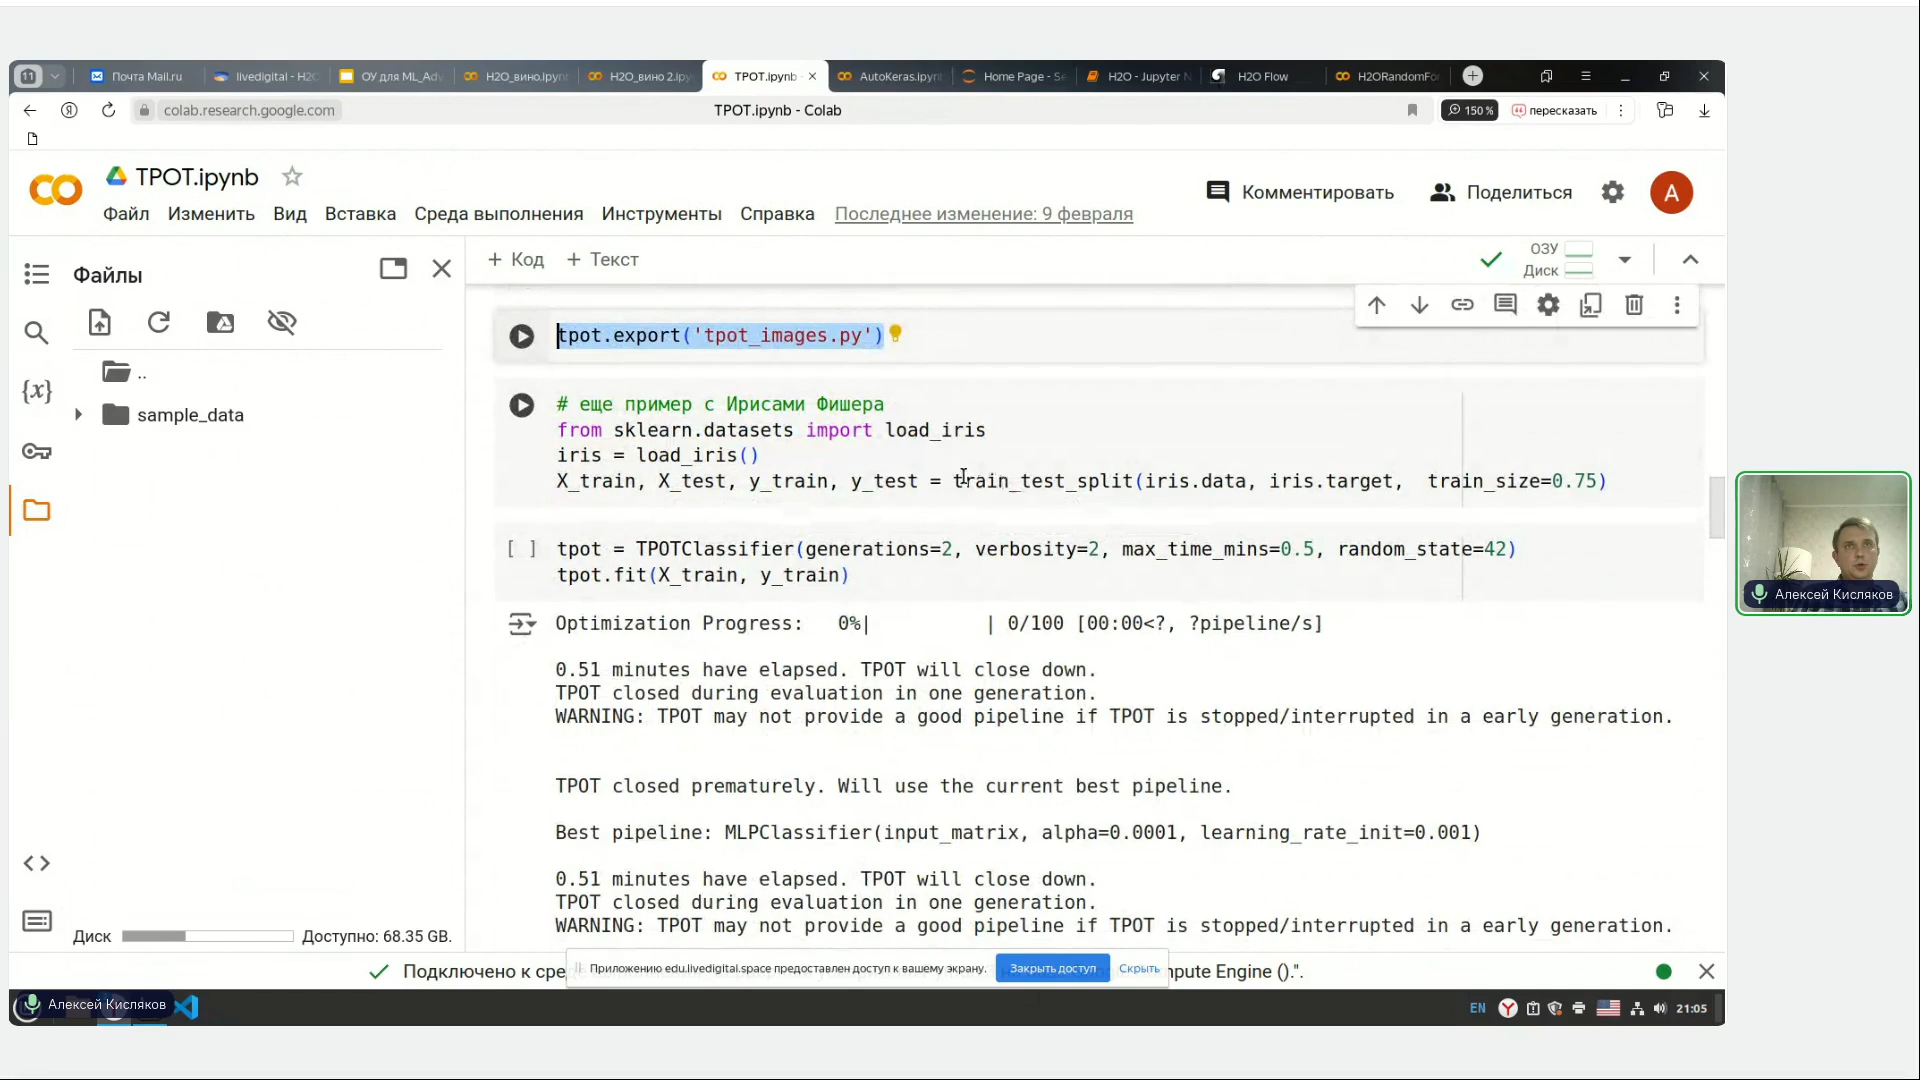 11
Почта Mail.ru
livedigital - H2O
ОУ для ML_Adv
H2O_вино.ipynb
H2O_вино 2.ipy
TPOT.ipynb
AutoKeras.ipynb
Home Page - Se
H2O - Jupyter N
H2O Flow
H2ORandomFo
colab.research.google.com
TPOT.ipynb - Colab
150 %
пересказать
TPOT.ipynb
Комментировать
Поделиться
A
Файл Изменить Вид Вставка Среда выполнения Инструменты Справка Последнее изменение: 9 февраля
Файлы
+ Код + Текст
ОЗУ
Диск
..
sample_data
tpot.export('tpot_images.py')
# еще пример с Ирисами Фишера
from sklearn.datasets import load_iris
iris = load_iris()
X_train, X_test, y_train, y_test = train_test_split(iris.data, iris.target,  train_size=0.75)
[ ] tpot = TPOTClassifier(generations=2, verbosity=2, max_time_mins=0.5, random_state=42)
tpot.fit(X_train, y_train)
Optimization Progress:   0%|          | 0/100 [00:00<?, ?pipeline/s]
0.51 minutes have elapsed. TPOT will close down.
TPOT closed during evaluation in one generation.
WARNING: TPOT may not provide a good pipeline if TPOT is stopped/interrupted in a early generation.
TPOT closed prematurely. Will use the current best pipeline.
Best pipeline: MLPClassifier(input_matrix, alpha=0.0001, learning_rate_init=0.001)
0.51 minutes have elapsed. TPOT will close down.
TPOT closed during evaluation in one generation.
WARNING: TPOT may not provide a good pipeline if TPOT is stopped/interrupted in a early generation.
Диск
Доступно: 68.35 GB.
Подключено к сре
Приложению edu.livedigital.space предоставлен доступ к вашему экрану.
Закрыть доступ
Скрыть
mpute Engine ().".
Алексей Кисляков
EN
21:05
Алексей Кисляков